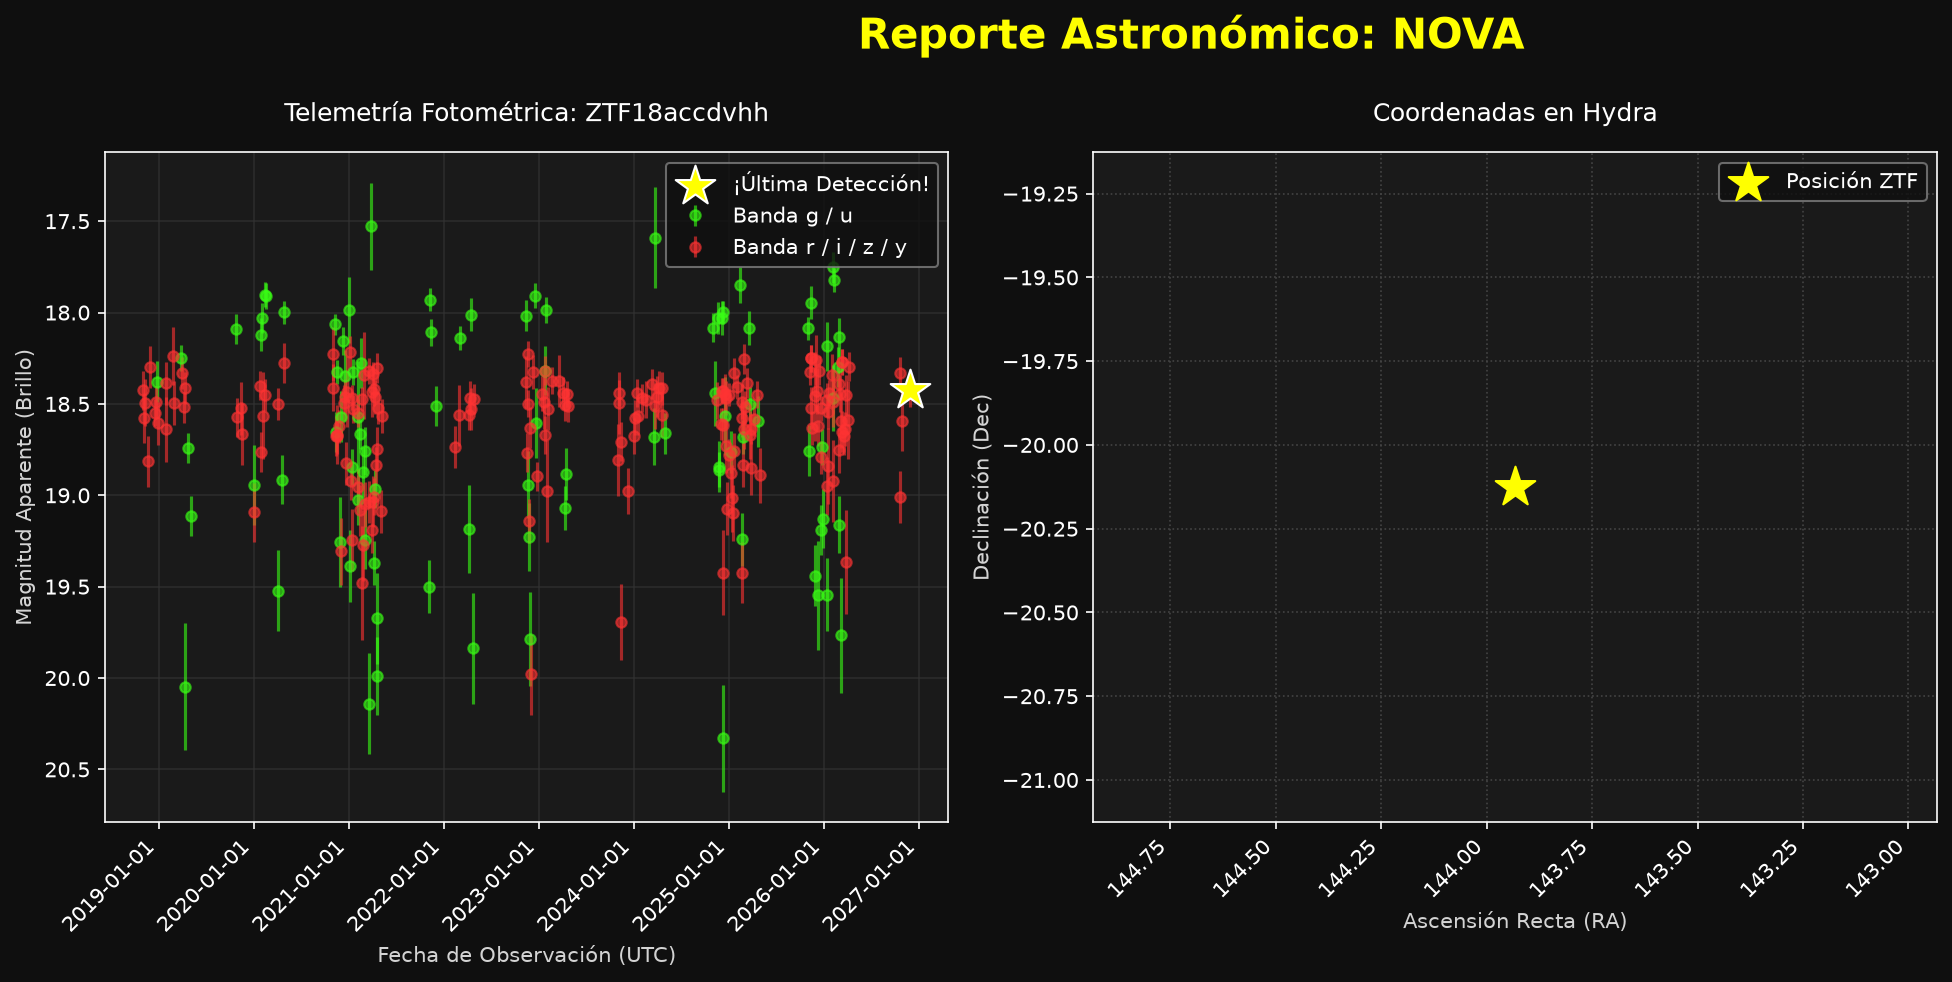 Reporte Astronómico: NOVA
Telemetría Fotométrica: ZTF18accdvhh
¡Última Detección!
Banda g / u
Banda r / i / z / y
Magnitud Aparente (Brillo)
17.5
18.0
18.5
19.0
19.5
20.0
20.5
2019-01-01
2020-01-01
2021-01-01
2022-01-01
2023-01-01
2024-01-01
2025-01-01
2026-01-01
2027-01-01
Fecha de Observación (UTC)
Coordenadas en Hydra
Posición ZTF
Declinación (Dec)
−19.25
−19.50
−19.75
−20.00
−20.25
−20.50
−20.75
−21.00
144.75
144.50
144.25
144.00
143.75
143.50
143.25
143.00
Ascensión Recta (RA)